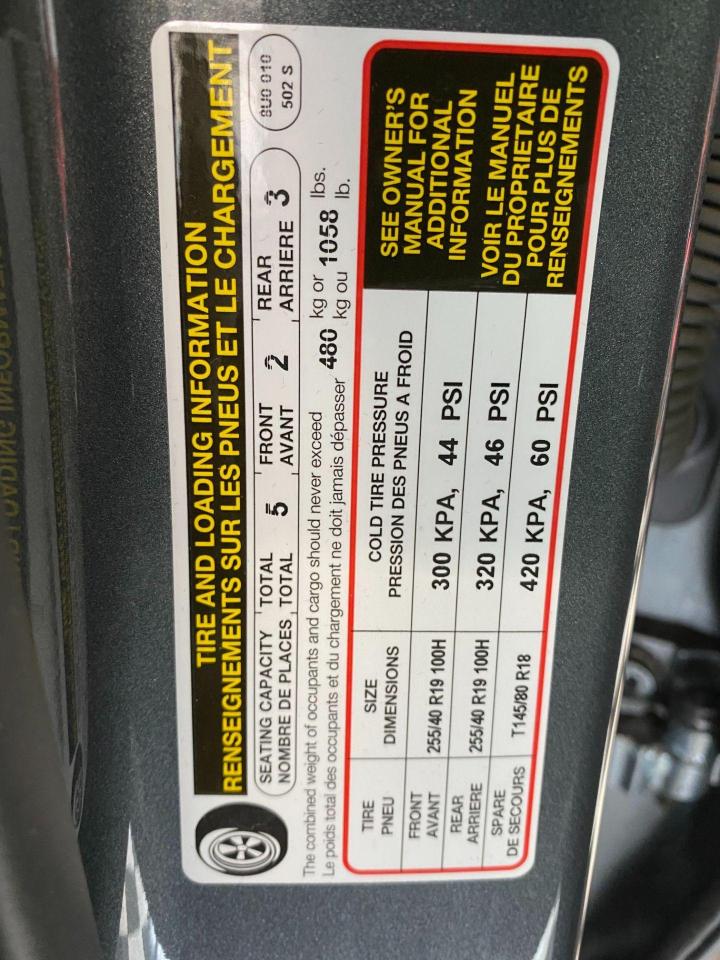 TIRE AND LOADING INFORMATION
RENSEIGNEMENTS SUR LES PNEUS ET LE CHARGEMENT
SEATING CAPACITY TOTAL 5 FRONT 2 REAR 3
NOMBRE DE PLACES TOTAL AVANT ARRIERE
8U0 010
502 S
The combined weight of occupants and cargo should never exceed 480 kg or 1058 lbs.
Le poids total des occupants et du chargement ne doit jamais dépasser kg ou lb.
TIRE SIZE COLD TIRE PRESSURE
PNEU DIMENSIONS PRESSION DES PNEUS A FROID
FRONT 255/40 R19 100H 300 KPA, 44 PSI
AVANT
REAR 255/40 R19 100H 320 KPA, 46 PSI
ARRIERE
SPARE T145/80 R18 420 KPA, 60 PSI
DE SECOURS
SEE OWNER'S
MANUAL FOR
ADDITIONAL
INFORMATION
VOIR LE MANUEL
DU PROPRIETAIRE
POUR PLUS DE
RENSEIGNEMENTS